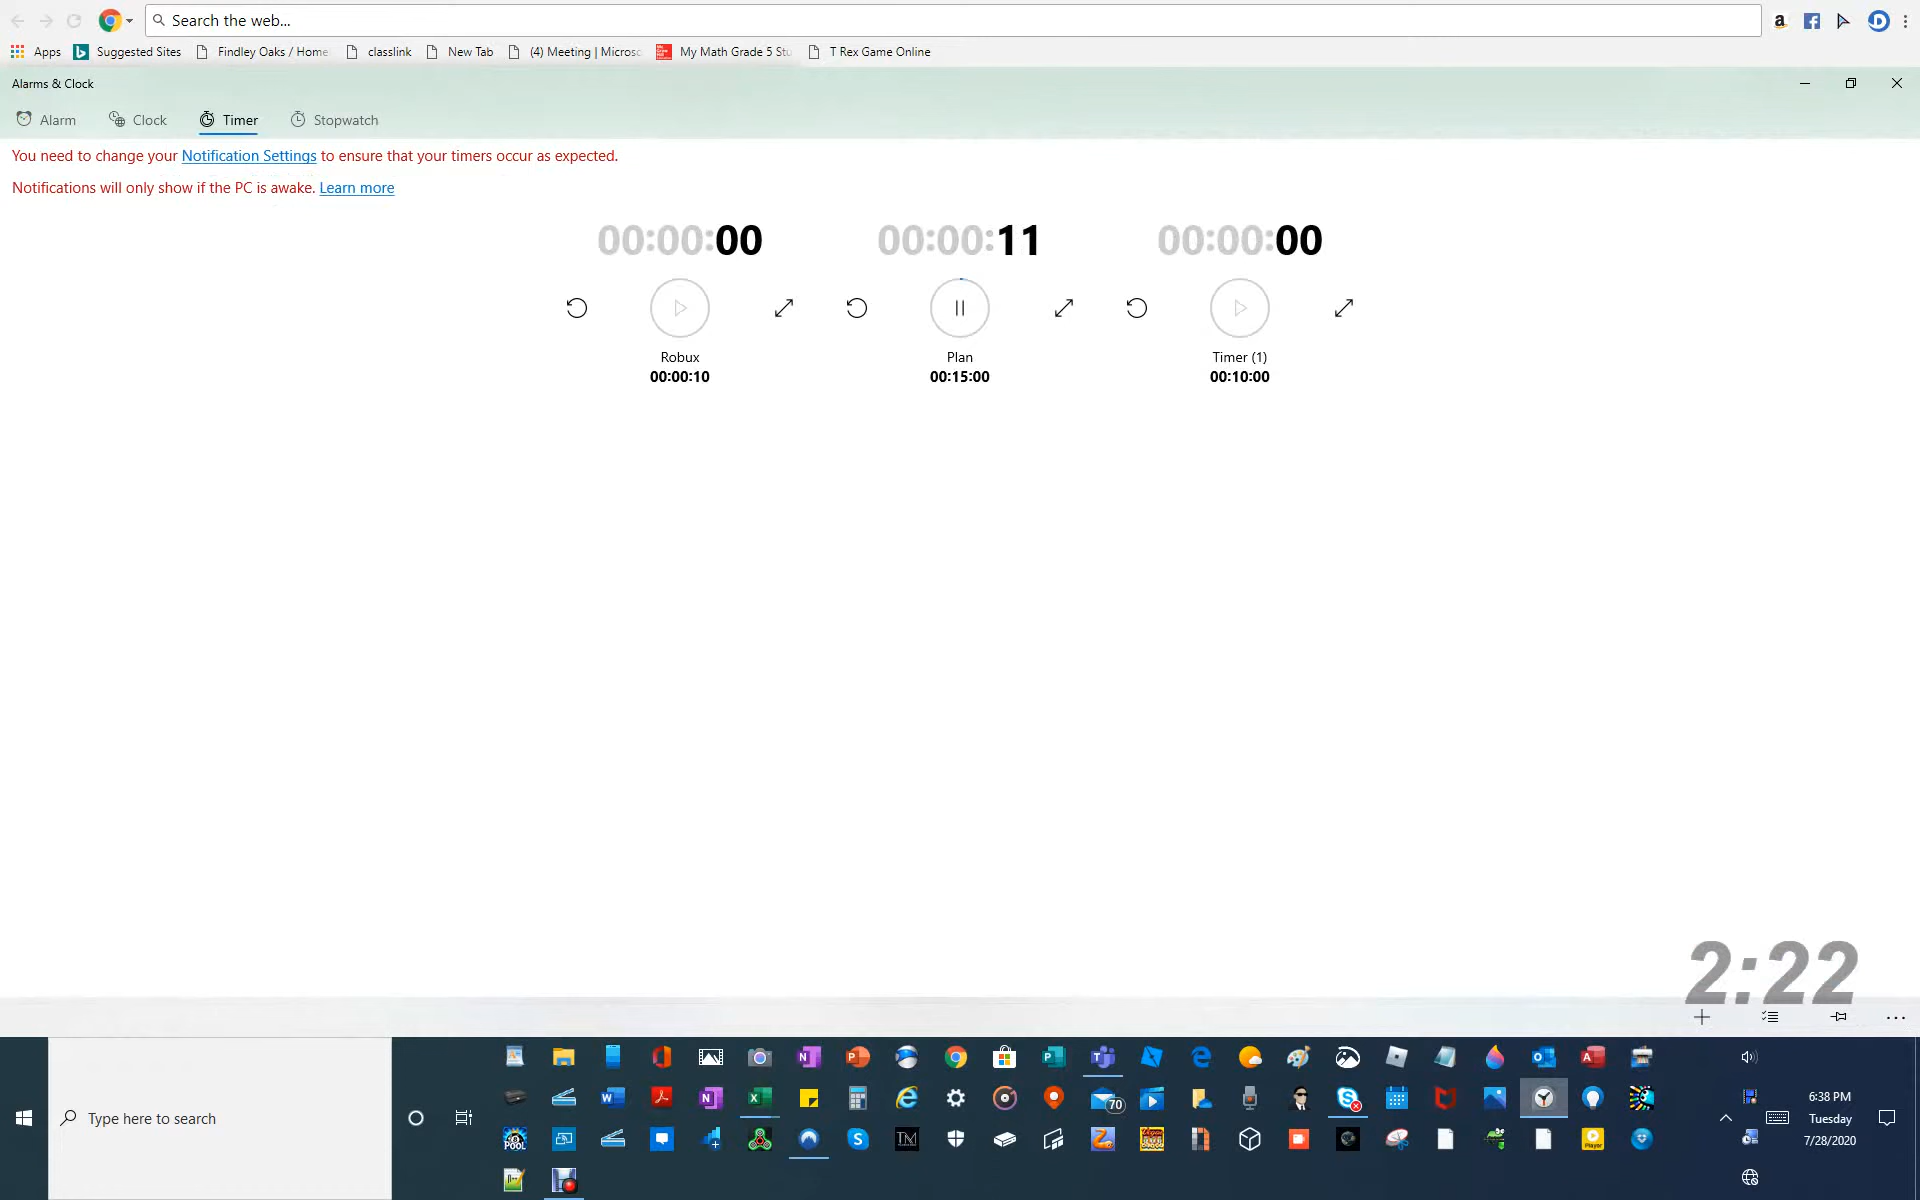 Search the web...
Apps Suggested Sites Findley Oaks / Home classlink New Tab (4) Meeting | Microso My Math Grade 5 Stu T Rex Game Online
Alarms & Clock
Alarm Clock Timer Stopwatch
You need to change your Notification Settings to ensure that your timers occur as expected.
Notifications will only show if the PC is awake. Learn more
00:00:00 00:00:11 00:00:00
Robux Plan Timer (1)
00:00:10 00:15:00 00:10:00
2:22
Type here to search
70
6:38 PM
Tuesday
7/28/2020